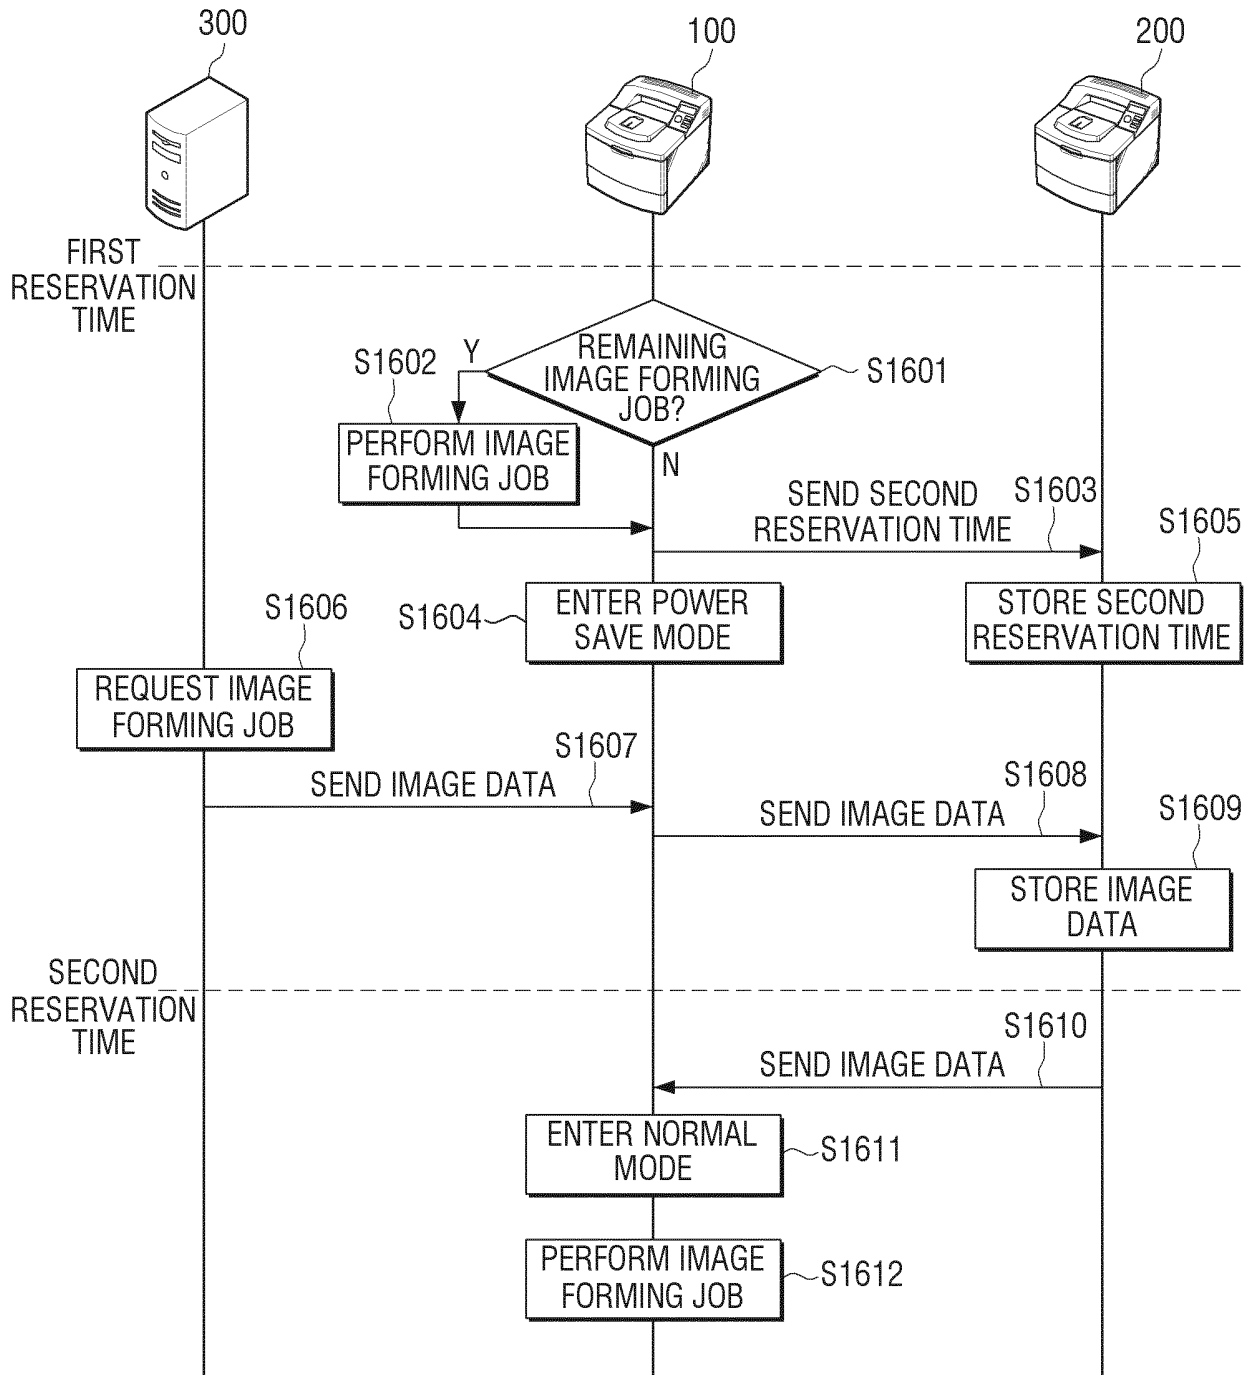 300
100
200
FIRST
RESERVATION
TIME
REMAINING
IMAGE FORMING
JOB?
S1601
Y
S1602
PERFORM IMAGE
FORMING JOB
N
SEND SECOND
RESERVATION TIME
S1603
S1605
ENTER POWER
SAVE MODE
S1604
STORE SECOND
RESERVATION TIME
S1606
REQUEST IMAGE
FORMING JOB
S1607
SEND IMAGE DATA
S1608
SEND IMAGE DATA
S1609
STORE IMAGE
DATA
SECOND
RESERVATION
TIME
S1610
SEND IMAGE DATA
ENTER NORMAL
MODE
S1611
PERFORM IMAGE
FORMING JOB
S1612